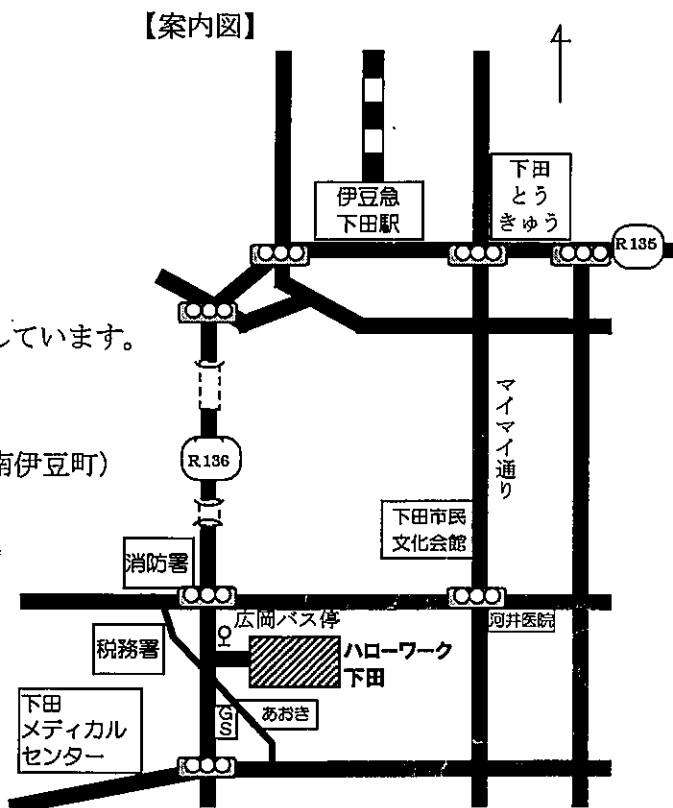 【案内図】
4
伊豆急
下田駅
下田
とう
きゅう
R135
しています。
マイマイ通り
南伊豆町）
R136
下田市民
文化会館
消防署
広岡バス停
河井医院
税務署
ハローワーク
下田
下田
メディカル
センター
GS
あおき